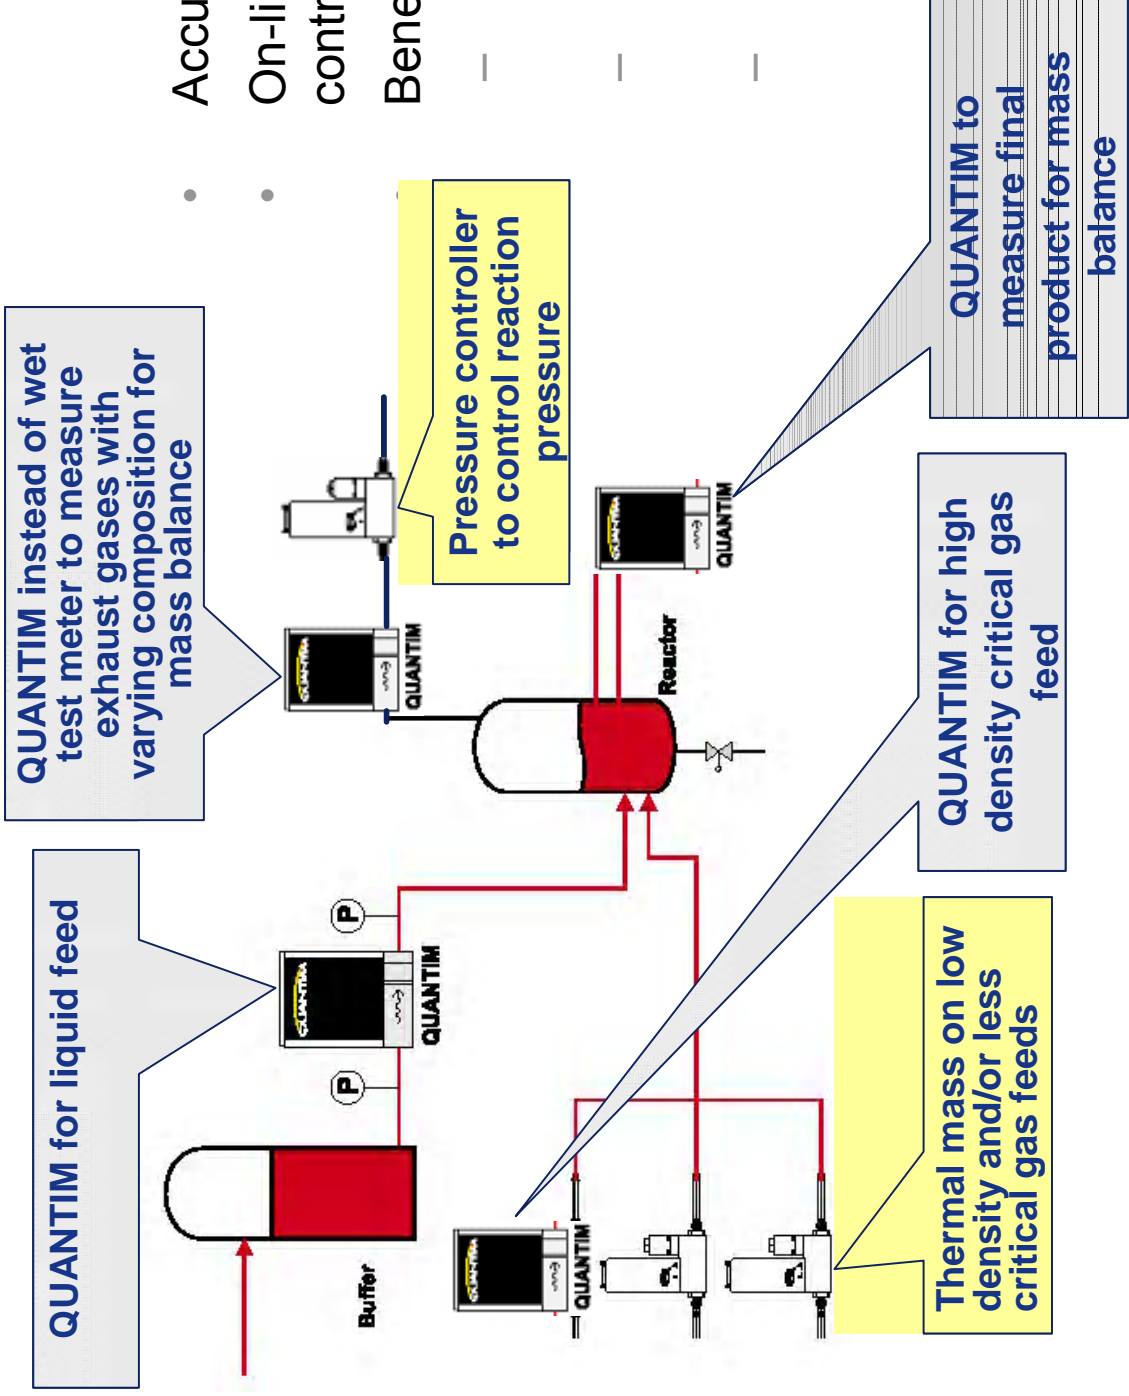 Accu
On-li
contr
Bene
QUANTIM instead of wet
test meter to measure
exhaust gases with
varying composition for
mass balance
QUANTIM for liquid feed
Pressure controller
to control reaction
pressure
QUANTIM to
measure final
product for mass
balance
QUANTIM for high
density critical gas
feed
Thermal mass on low
density and/or less
critical gas feeds
P
P
QUANTIM
QUANTIM
QUANTIM
QUANTIM
QUANTIM
QUANTIM
QUANTIM
QUANTIM
Buffer
Reactor